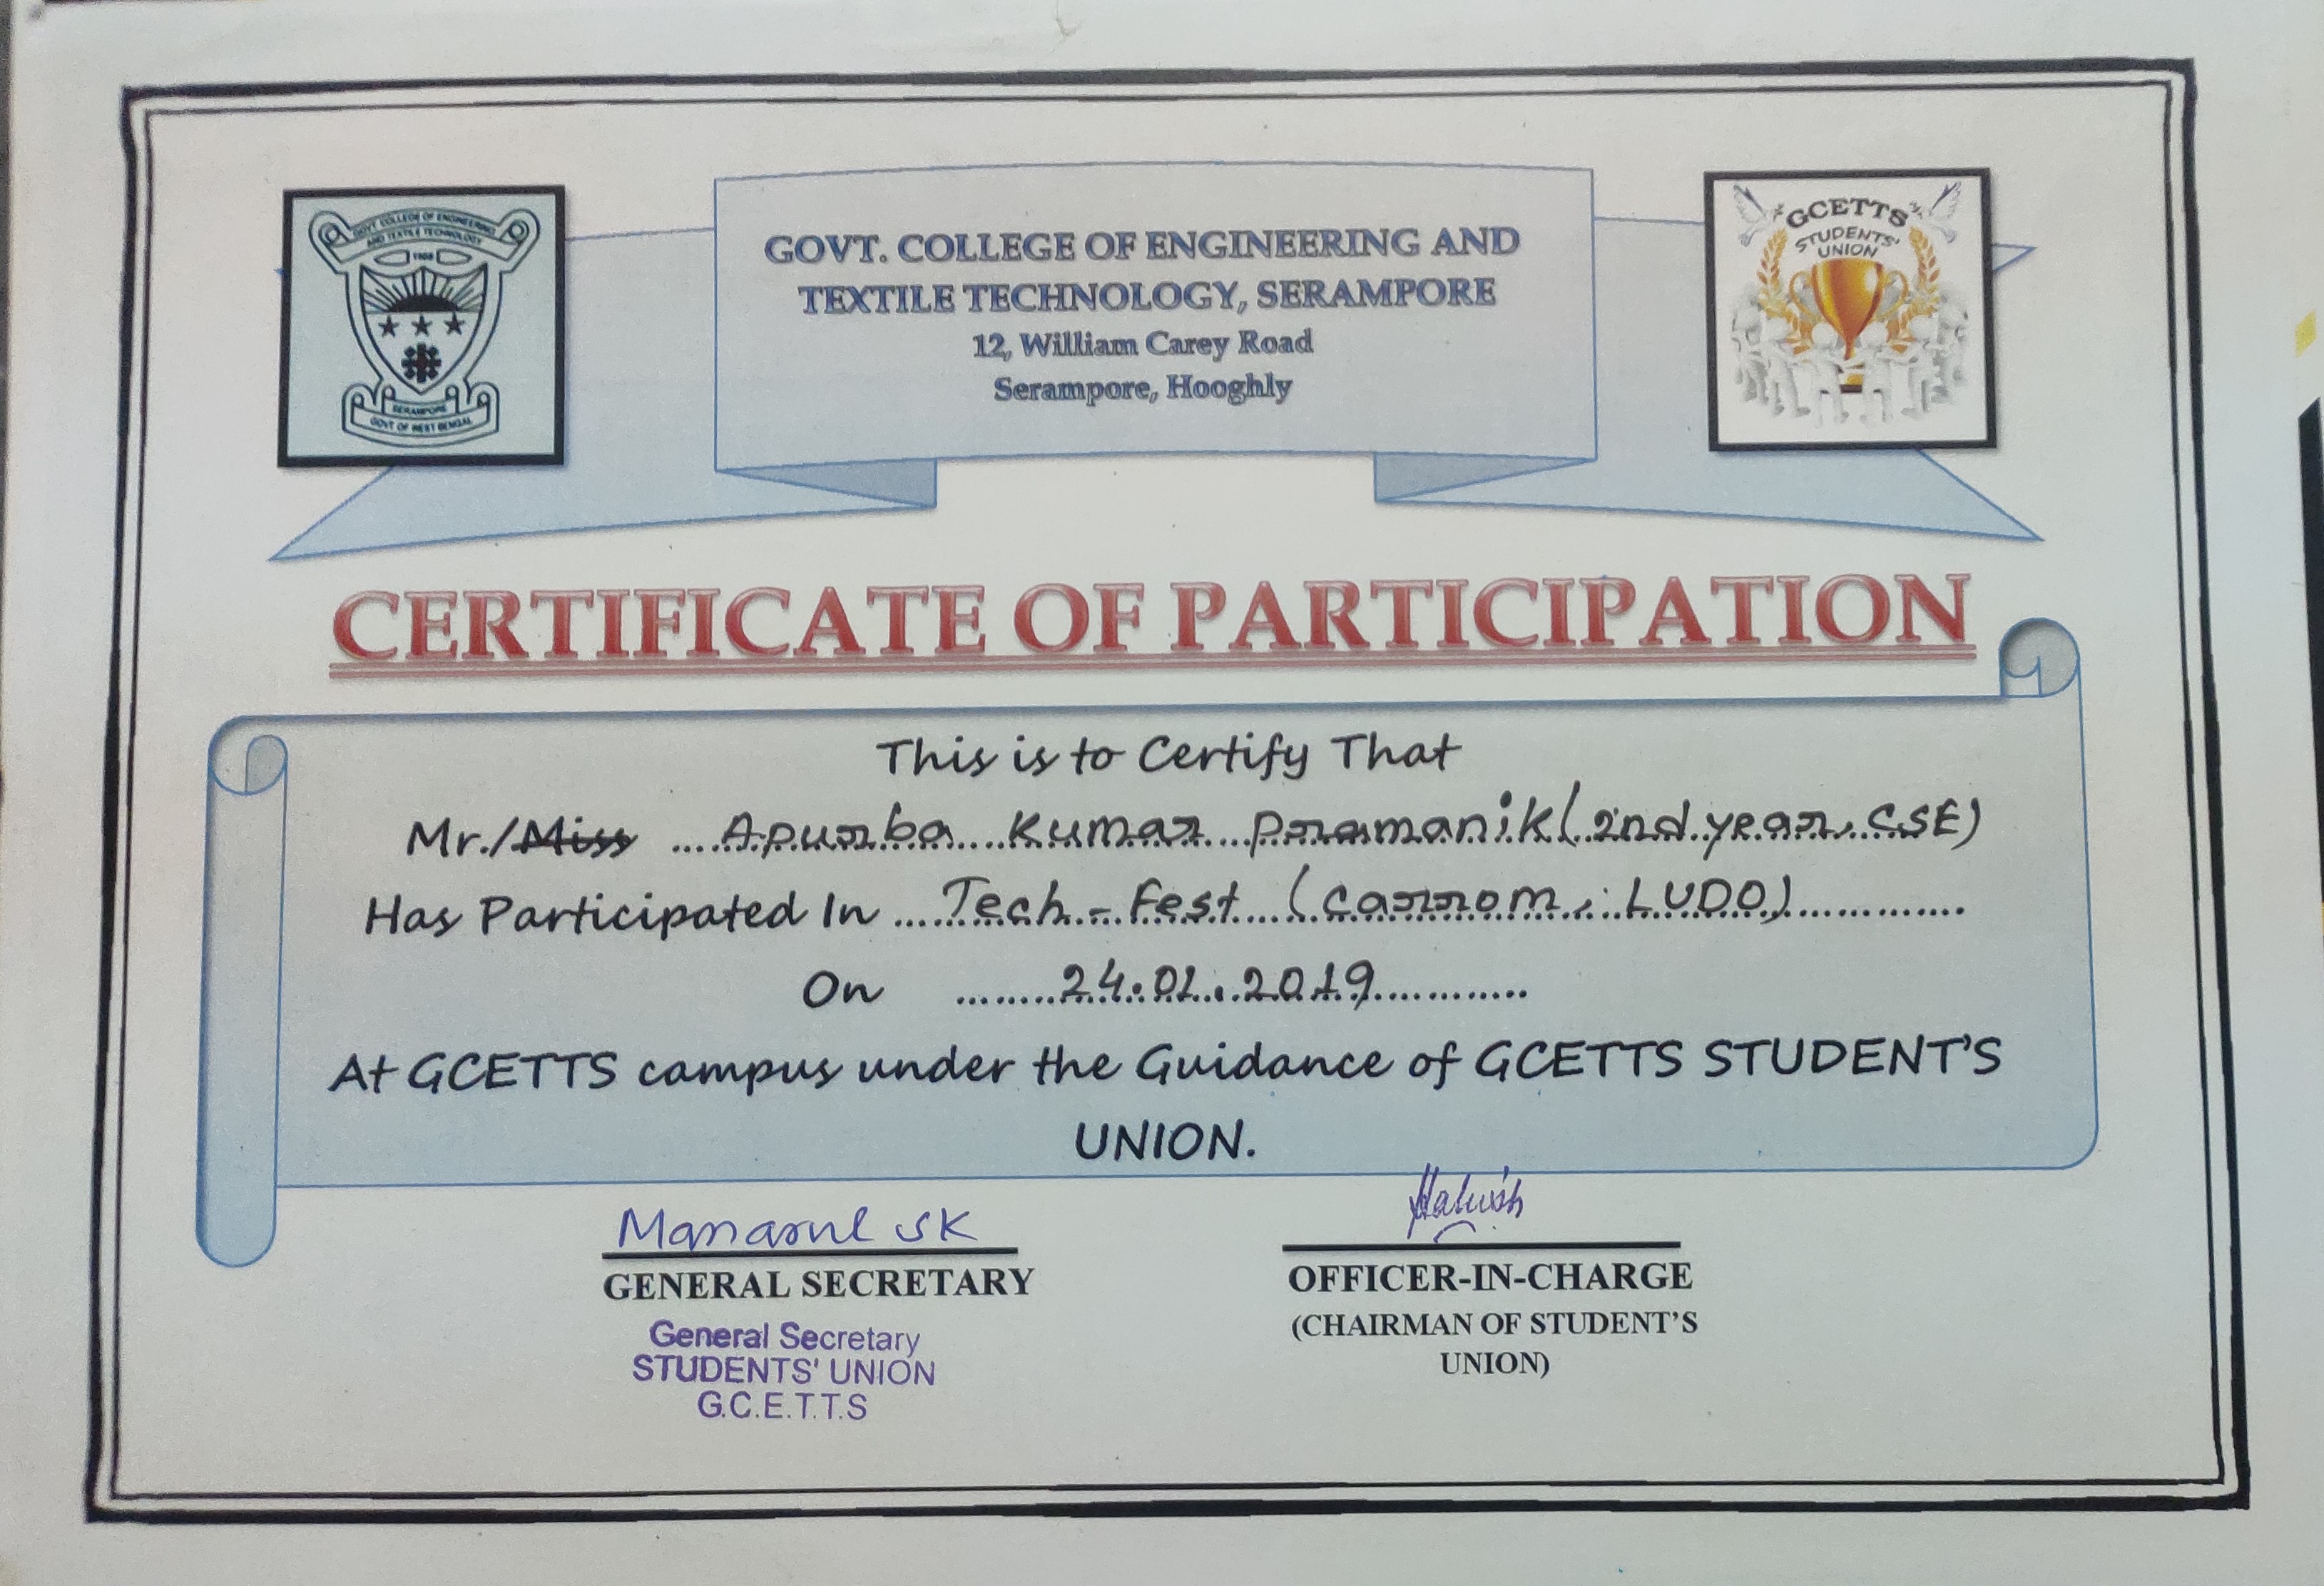 GOVT. COLLEGE OF ENGINEERING
AND TEXTILE TECHNOLOGY
SERAMPORE
GOVT OF WEST BENGAL
GOVT. COLLEGE OF ENGINEERING AND
TEXTILE TECHNOLOGY, SERAMPORE
12, William Carey Road
Serampore, Hooghly
GCETTS
STUDENTS'
UNION
CERTIFICATE OF PARTICIPATION
This is to Certify That
Mr./Miss ....Apurba....Kumar...Pramanik(2nd year, CSE)
Has Participated In ....Tech-Fest (Carrom, LUDO)..............
On ........24.01.2019............
At GCETTS campus under the Guidance of GCETTS STUDENT'S
UNION.
Manarul SK
GENERAL SECRETARY
General Secretary
STUDENTS' UNION
G.C.E.T.T.S
OFFICER-IN-CHARGE
(CHAIRMAN OF STUDENT'S
UNION)